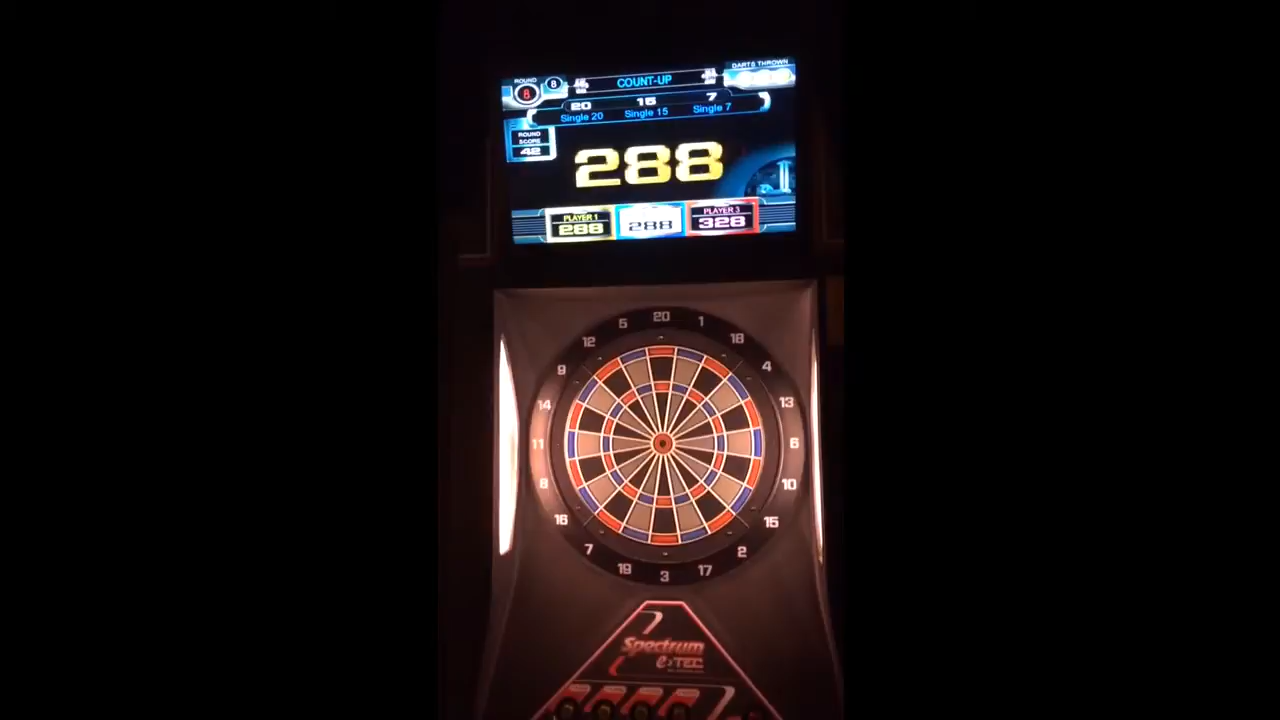 ROUND
8
8
COUNT-UP
DARTS THROWN
20 15 7
Single 20 Single 15 Single 7
ROUND
SCORE
42
288
PLAYER 1
288
288
PLAYER 3
328
20
1
18
4
13
6
10
15
2
17
3
19
7
16
8
11
14
9
12
5
Spectrum
e-TEC